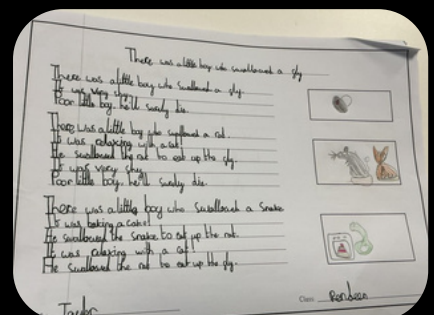 There was a little boy who swallowed a fly
There was a little boy who swallowed a fly.
It was very shy.
Poor little boy. he'll surely die.
There was a little boy who swallowed a rat.
It was relaxing with a cat.
He swallowed the rat to eat up the fly.
It was very shy.
Poor little boy. he'll surely die.
There was a little boy who swallowed a snake
It was baking a cake!
He swallowed the snake to eat up the rat.
It was relaxing with a cat.
He swallowed the rat to eat up the fly.
Class